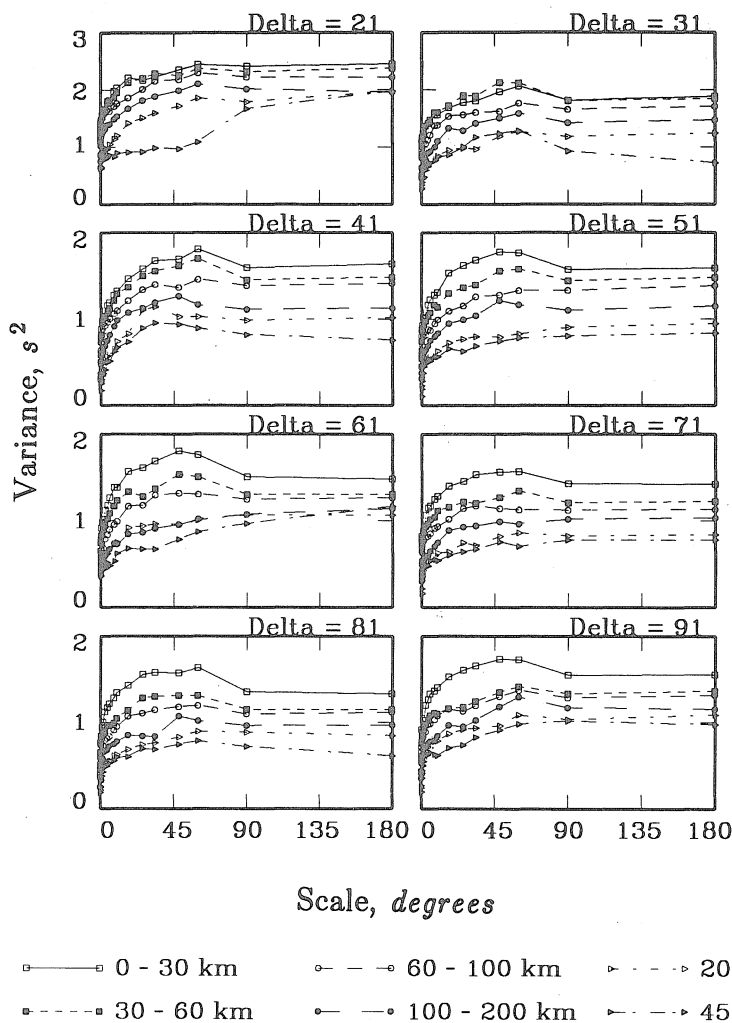 Delta = 21
Delta = 31
3
2
1
0
Delta = 41
Delta = 51
2
1
0
Variance, s²
Delta = 61
Delta = 71
2
1
0
Delta = 81
Delta = 91
2
1
0
0 45 90 135 180
0 45 90 135 180
Scale, degrees
0 - 30 km
60 - 100 km
20
30 - 60 km
100 - 200 km
45